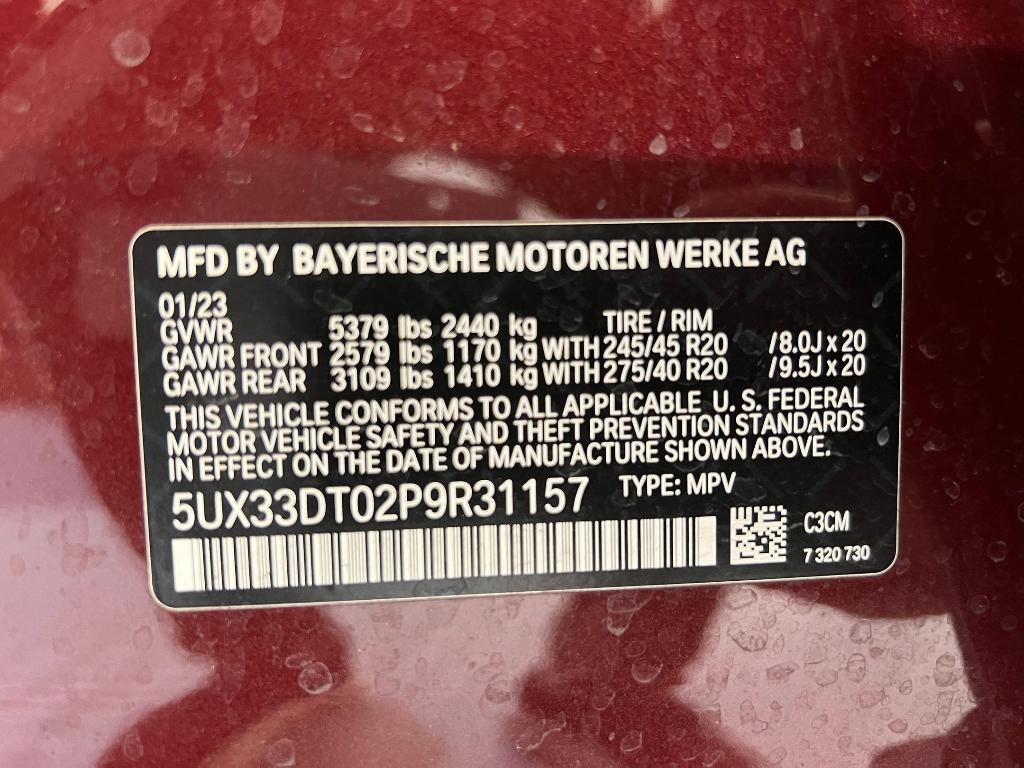 MFD BY BAYERISCHE MOTOREN WERKE AG
01/23
GVWR 5379 lbs 2440 kg TIRE / RIM
GAWR FRONT 2579 lbs 1170 kg WITH 245/45 R20 /8.0J x 20
GAWR REAR 3109 lbs 1410 kg WITH 275/40 R20 /9.5J x 20
THIS VEHICLE CONFORMS TO ALL APPLICABLE U. S. FEDERAL
MOTOR VEHICLE SAFETY AND THEFT PREVENTION STANDARDS
IN EFFECT ON THE DATE OF MANUFACTURE SHOWN ABOVE.
5UX33DT02P9R31157 TYPE: MPV
C3CM
7 320 730